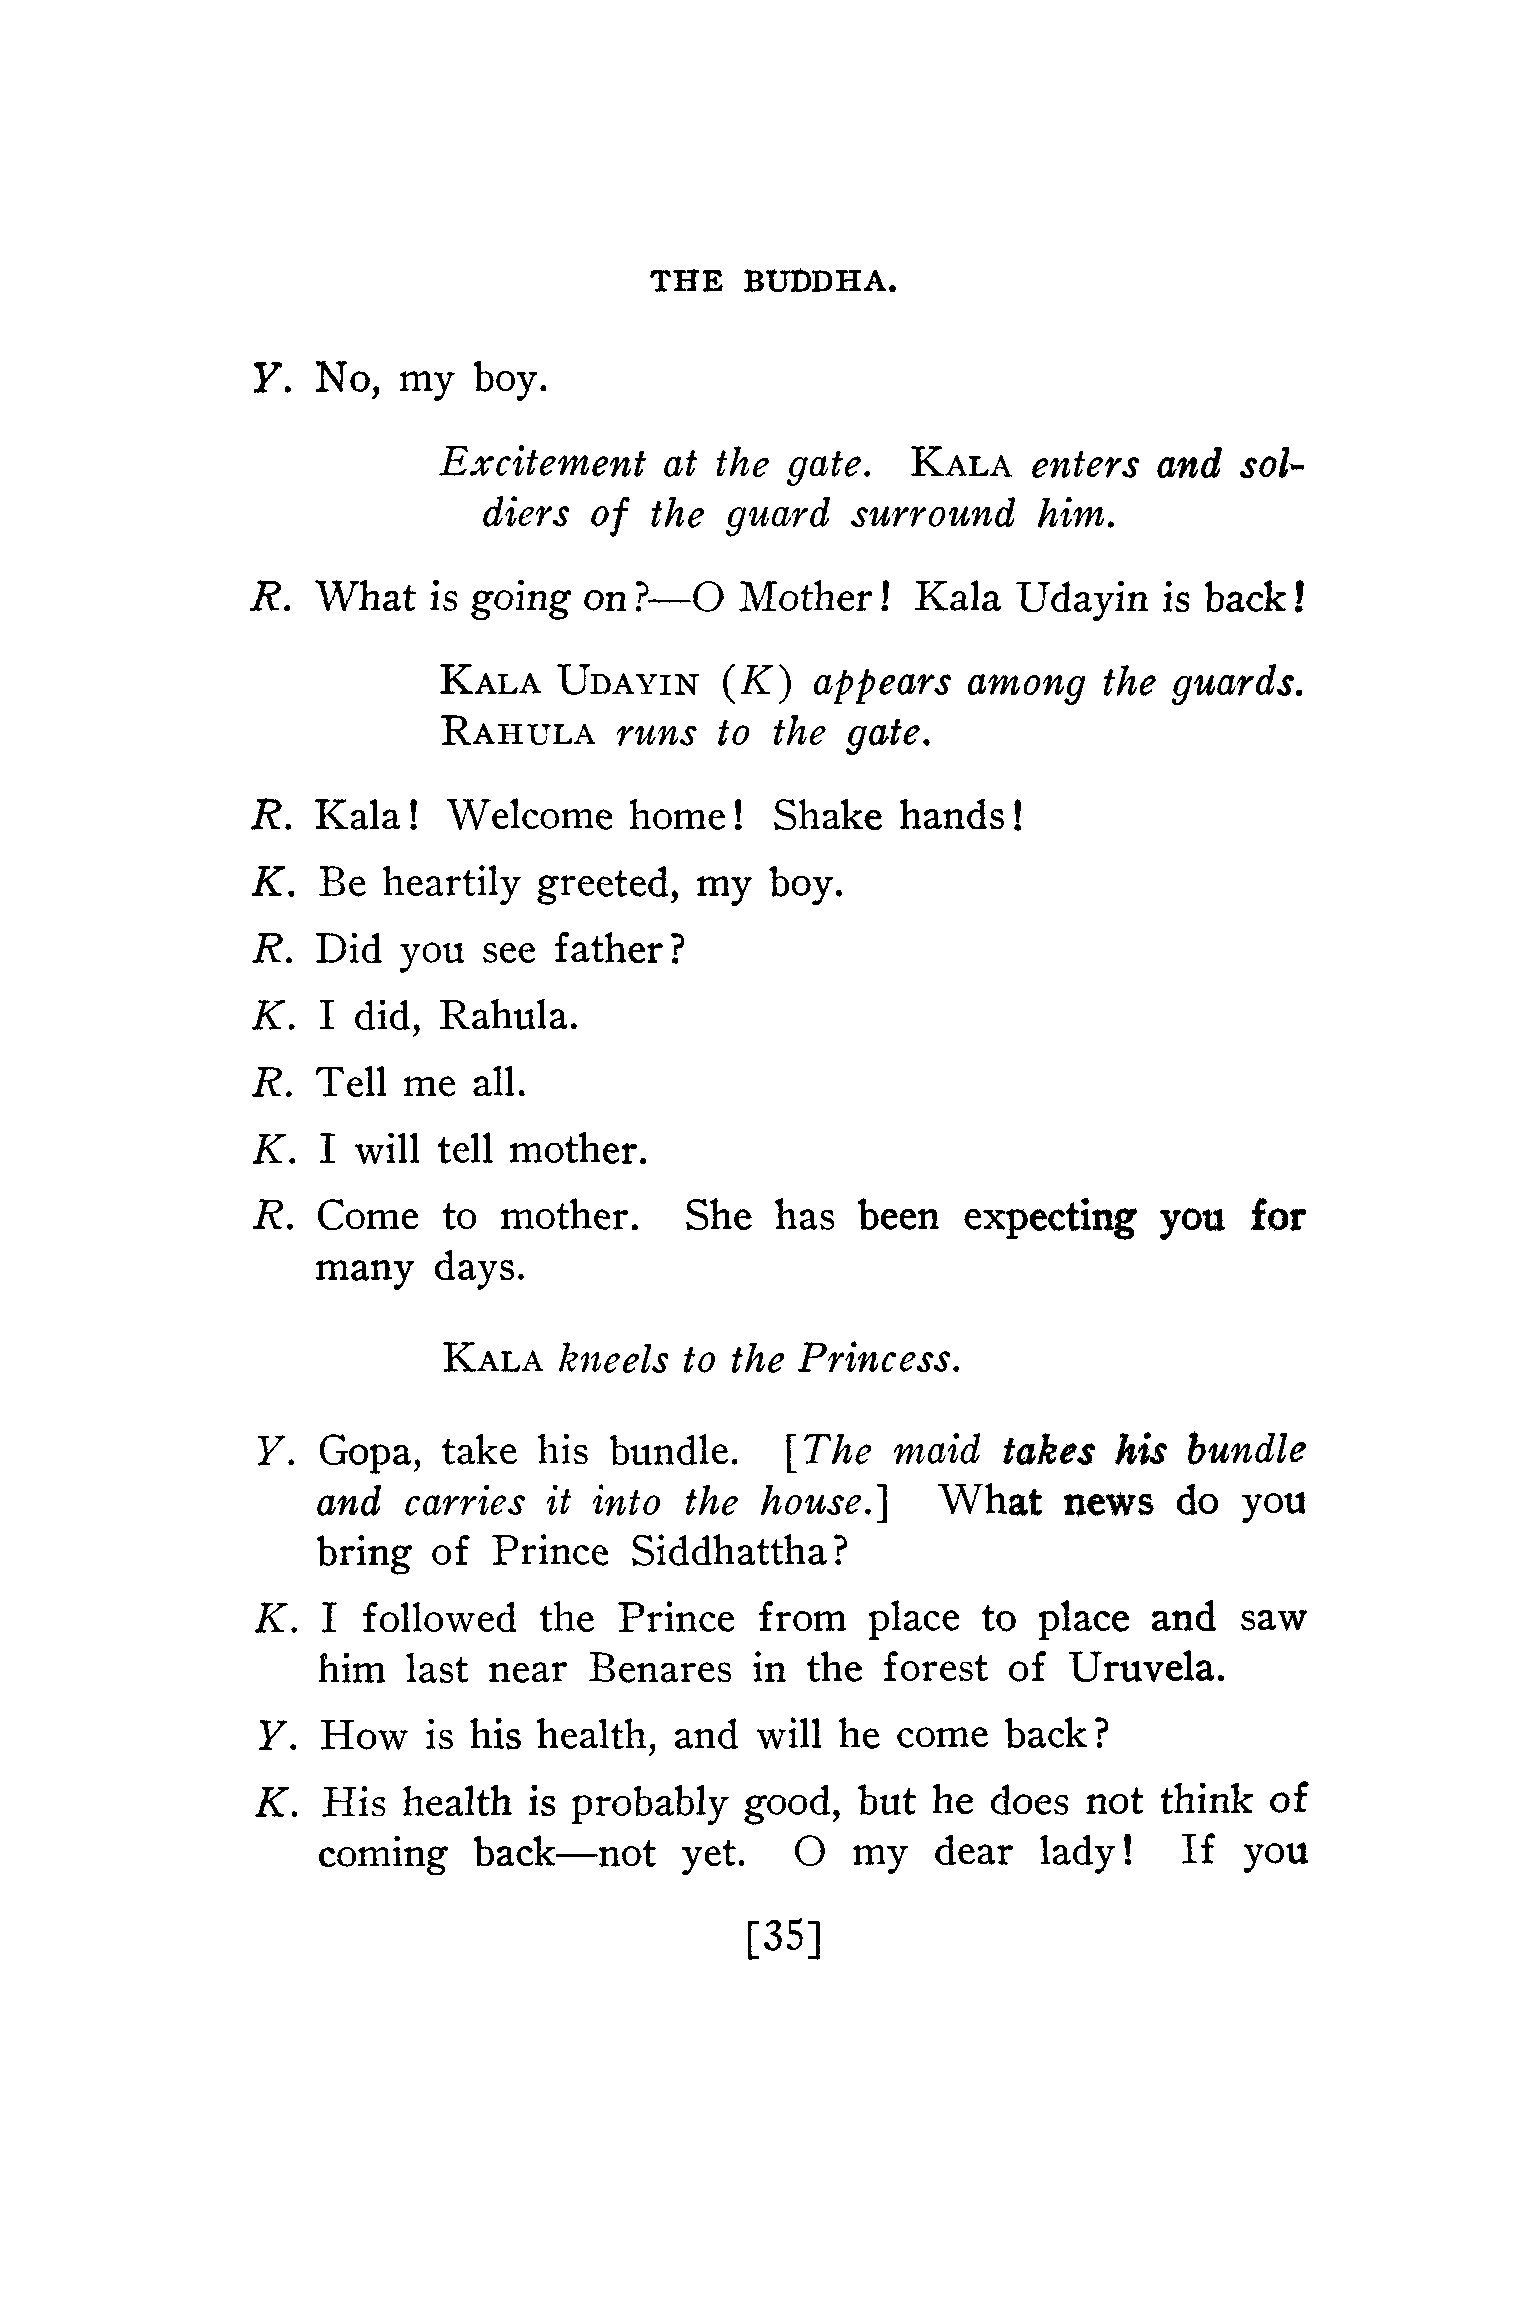 THE BUDDHA.
Y. No, my boy.
Excitement at the gate. KALA enters and sol-
diers of the guard surround him.
R. What is going on?—O Mother! Kala Udayin is back!
KALA UDAYIN (K) appears among the guards.
RAHULA runs to the gate.
R. Kala! Welcome home! Shake hands!
K. Be heartily greeted, my boy.
R. Did you see father?
K. I did, Rahula.
R. Tell me all.
K. I will tell mother.
R. Come to mother. She has been expecting you for
many days.
KALA kneels to the Princess.
Y. Gopa, take his bundle. [The maid takes his bundle
and carries it into the house.] What news do you
bring of Prince Siddhattha?
K. I followed the Prince from place to place and saw
him last near Benares in the forest of Uruvela.
Y. How is his health, and will he come back?
K. His health is probably good, but he does not think of
coming back—not yet. O my dear lady! If you
[35]